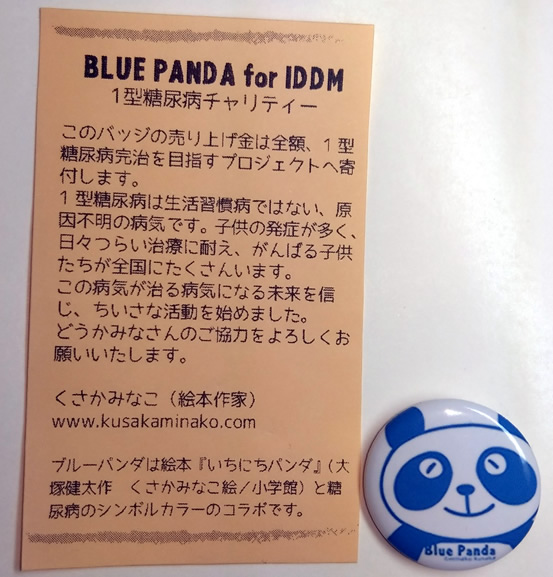 BLUE PANDA for IDDM
1型糖尿病チャリティー
このバッジの売り上げ金は全額、1型
糖尿病完治を目指すプロジェクトへ寄
付します。
1型糖尿病は生活習慣病ではない、原
因不明の病気です。子供の発症が多く、
日々つらい治療に耐え、がんばる子供
たちが全国にたくさんいます。
この病気が治る病気になる未来を信
じ、ちいさな活動を始めました。
どうかみなさんのご協力をよろしくお
願いいたします。
くさかみなこ（絵本作家）
www.kusakaminako.com
ブルーパンダは絵本『いちにちパンダ』（大
塚健太作　くさかみなこ絵／小学館）と糖
尿病のシンボルカラーのコラボです。
Blue Panda